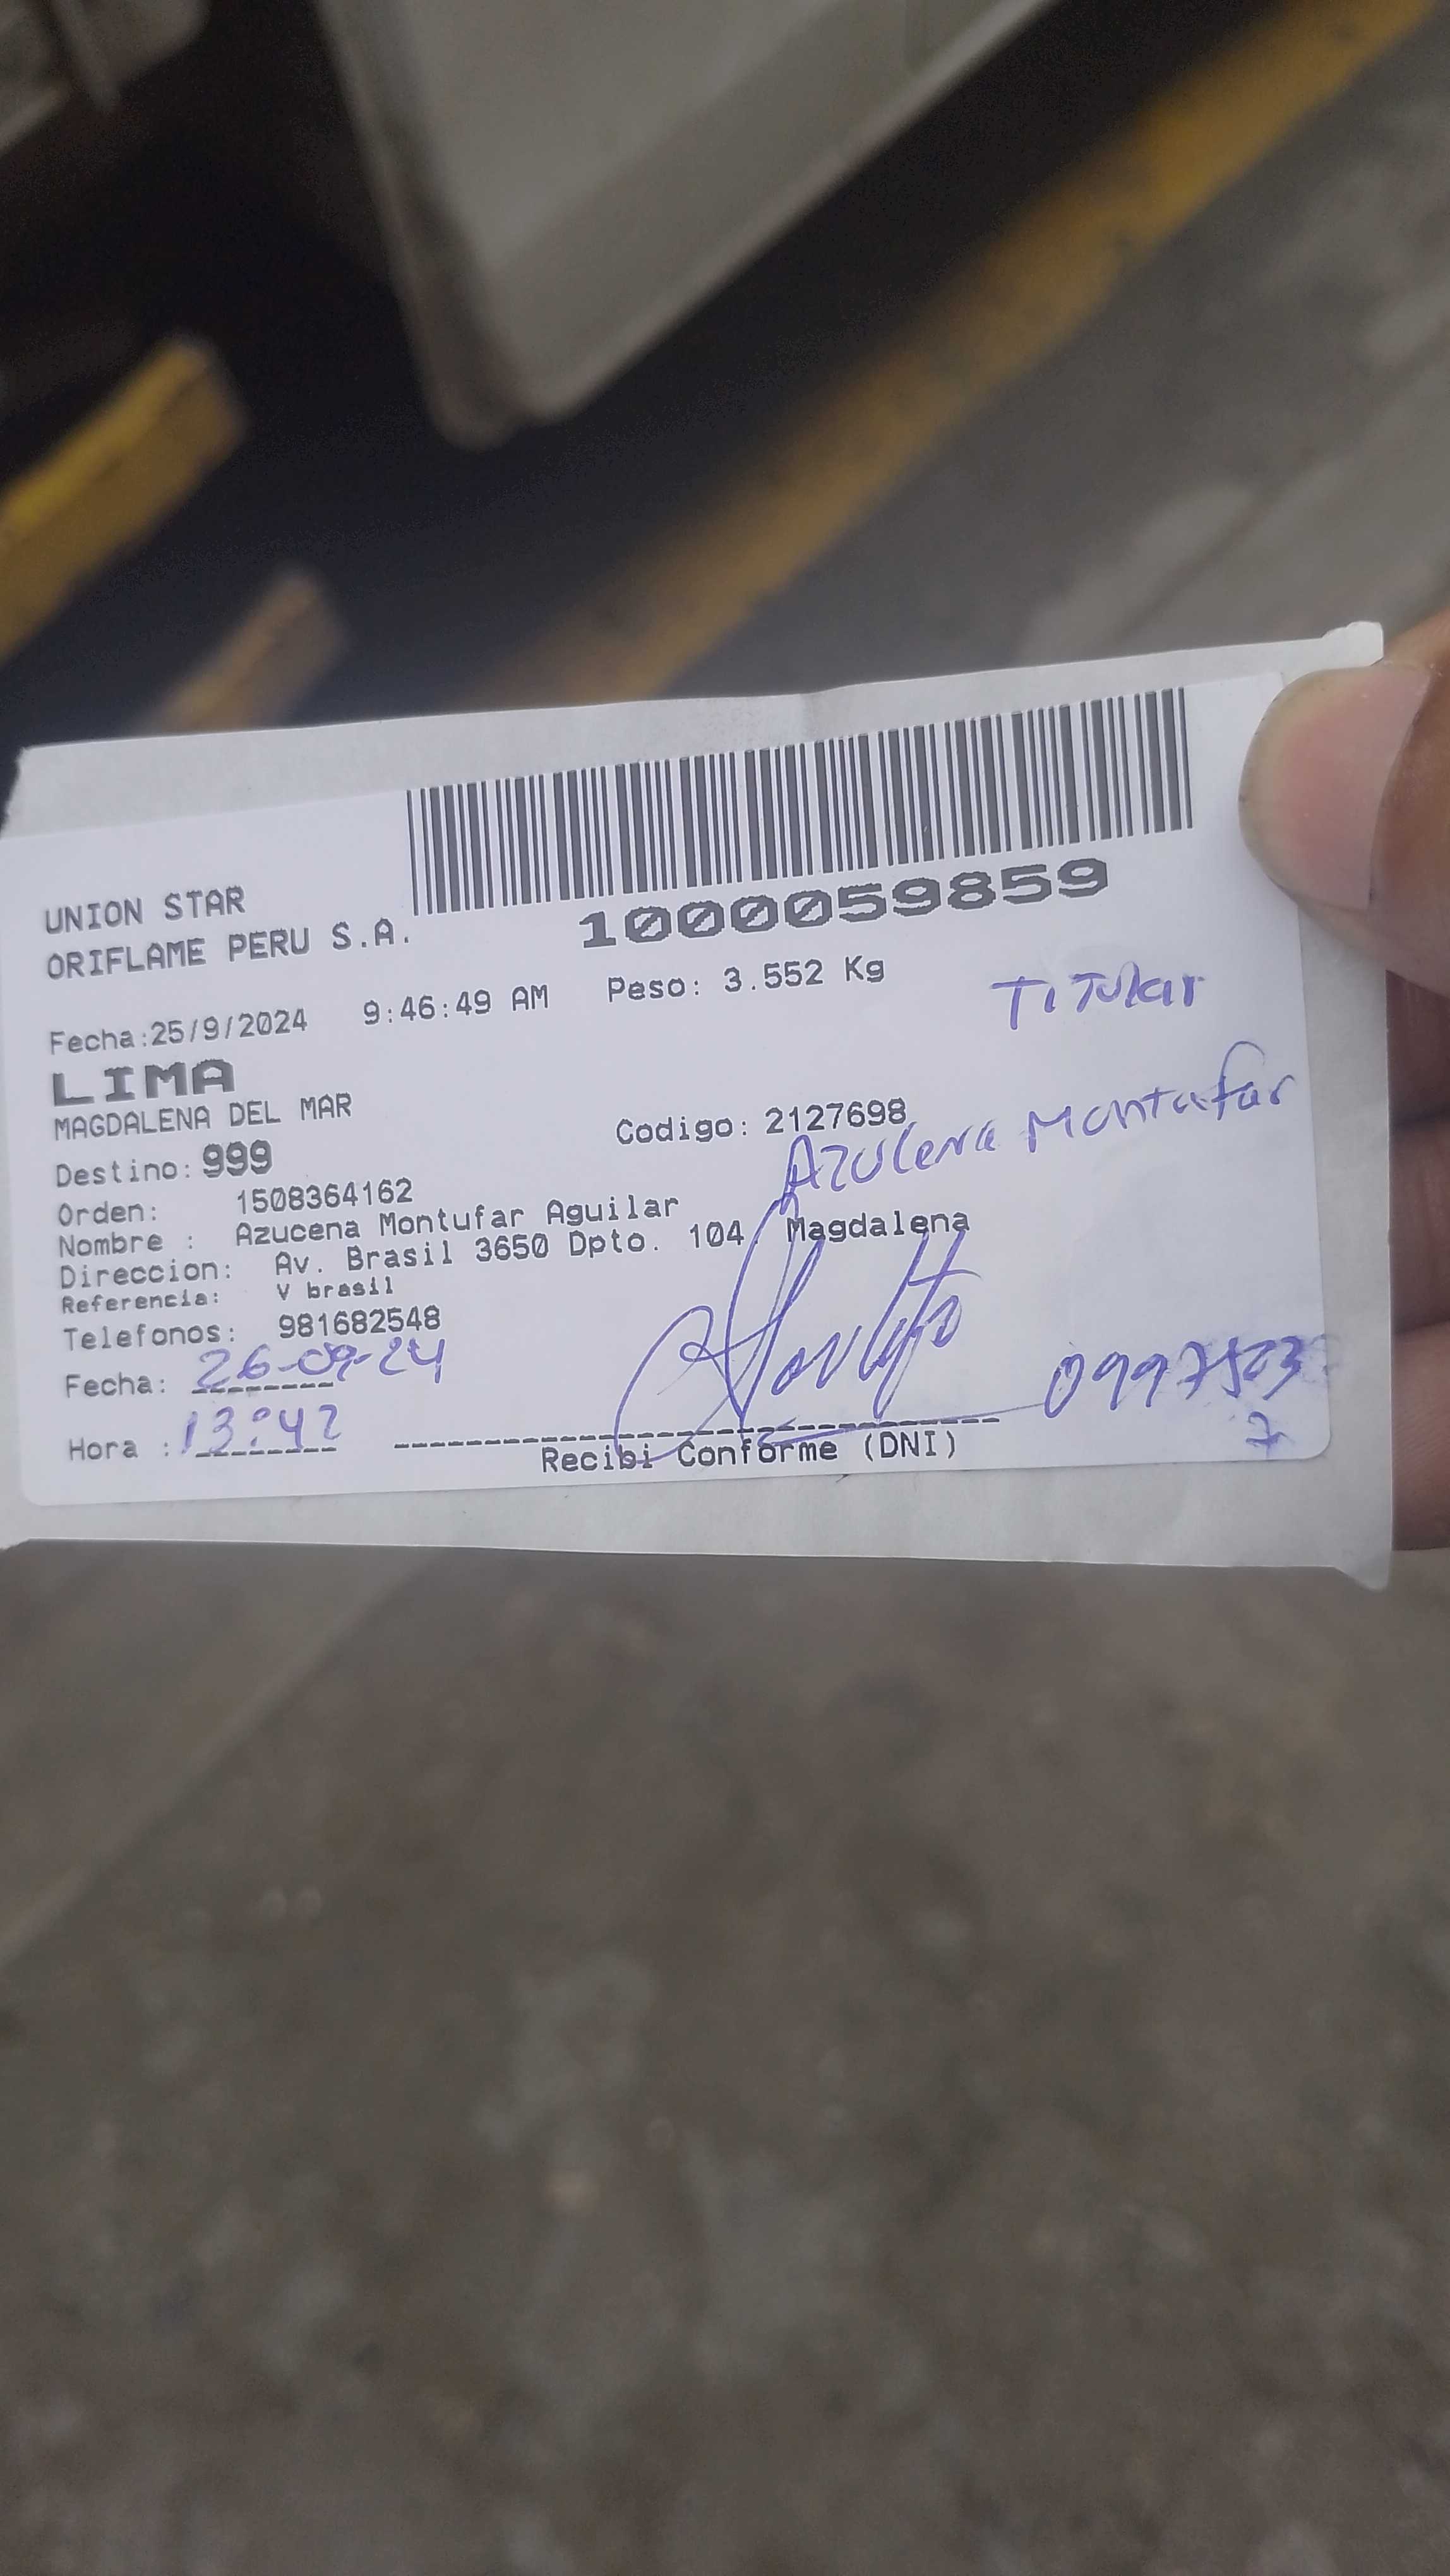 UNION STAR
ORIFLAME PERU S.A.
1000059859
Fecha:25/9/2024 9:46:49 AM Peso: 3.552 Kg
Titular
LIMA
MAGDALENA DEL MAR
Codigo: 2127698
Azucena Montufar
Destino: 999
Orden: 1508364162
Nombre : Azucena Montufar Aguilar
Direccion: Av. Brasil 3650 Dpto. 104 Magdalena
Referencia: V brasil
Telefonos: 981682548
Fecha: 26-09-24
Hora : 13:42
Recibi Conforme (DNI)